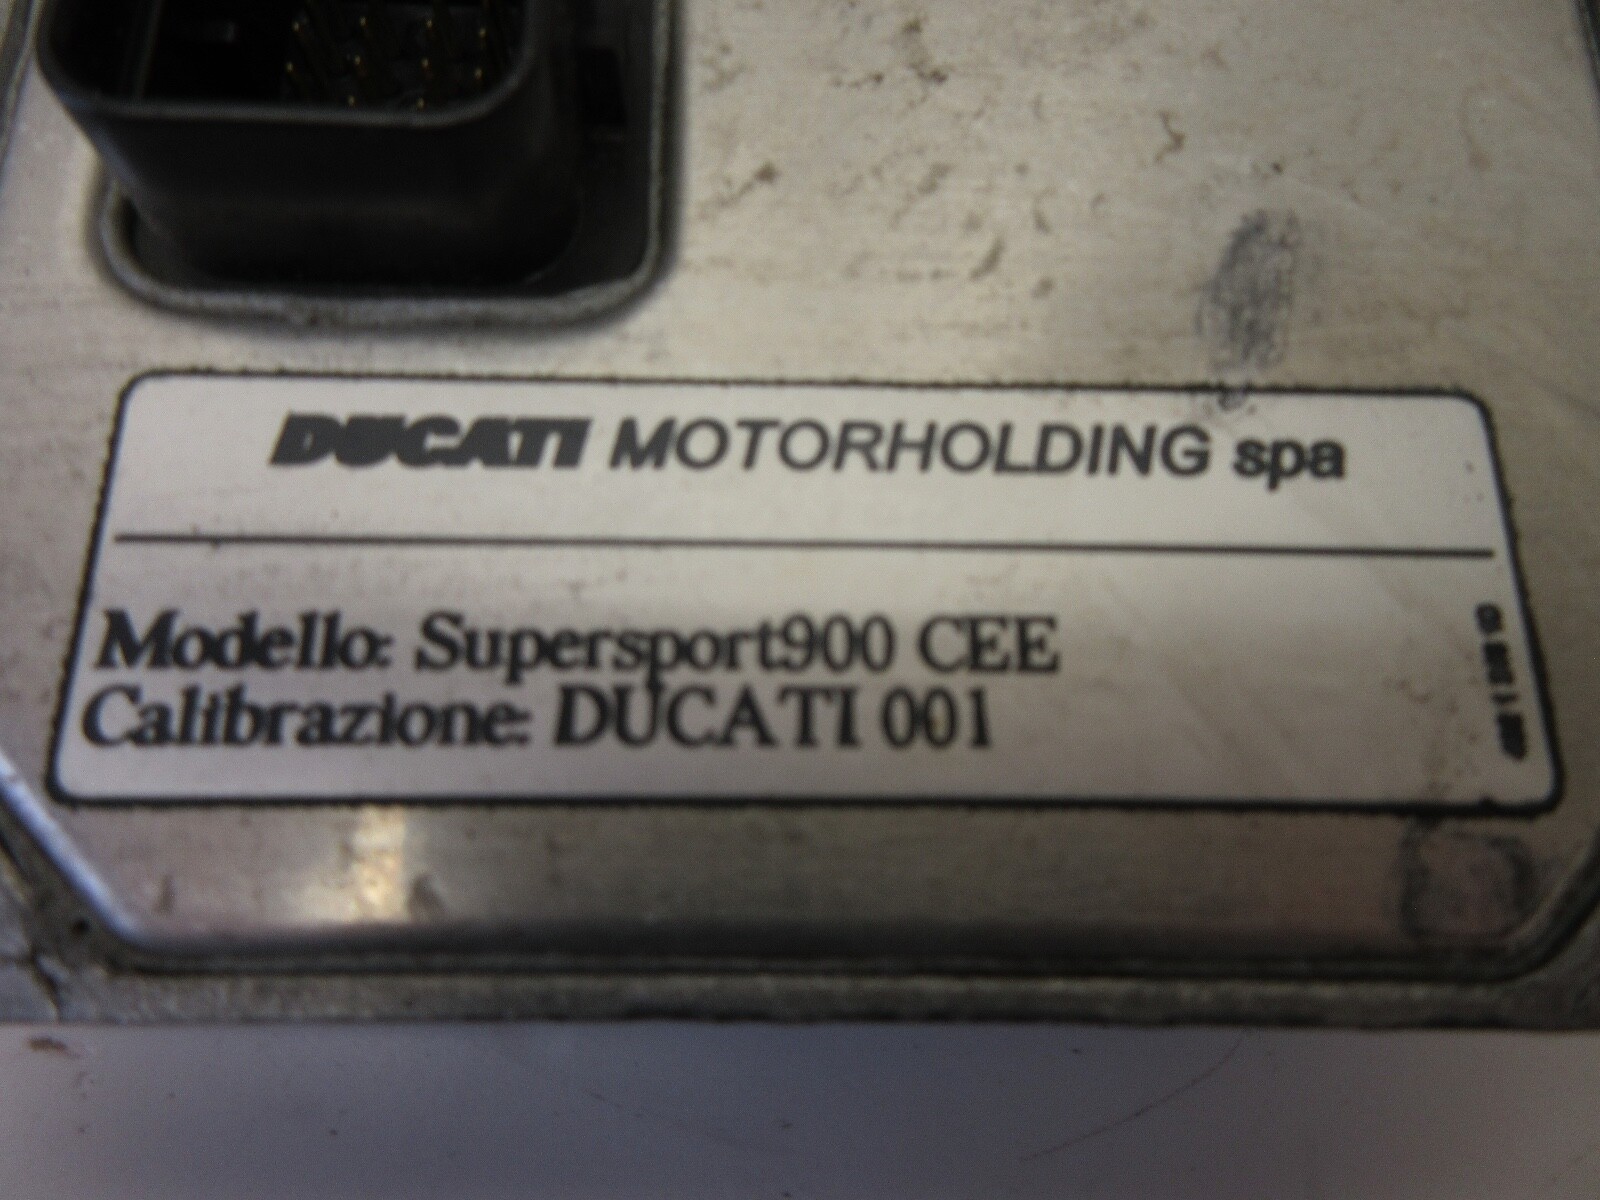 DUCATI MOTORHOLDING spa
Modello: Supersport900 CEE
Calibrazione: DUCATI 001